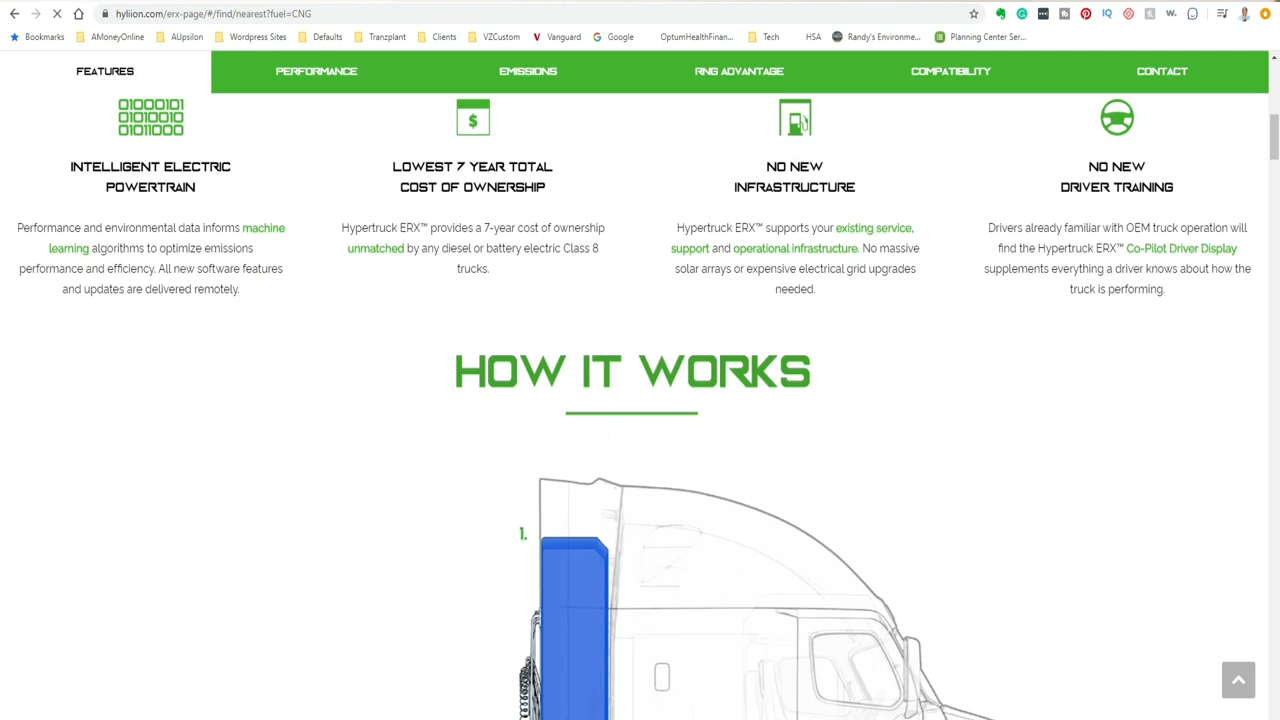 hyliion.com/erx-page/#/find/nearest?fuel=CNG
Bookmarks AMoneyOnline AUpsilon Wordpress Sites Defaults Tranzplant Clients VZCustom Vanguard Google OptumHealthFinan... Tech HSA Randy's Environme... Planning Center Ser...
FEATURES PERFORMANCE EMISSIONS RNG ADVANTAGE COMPATIBILITY CONTACT
01000101
01010010
01011000
$
INTELLIGENT ELECTRIC
POWERTRAIN
Performance and environmental data informs machine
learning algorithms to optimize emissions
performance and efficiency. All new software features
and updates are delivered remotely.
LOWEST 7 YEAR TOTAL
COST OF OWNERSHIP
Hypertruck ERX™ provides a 7-year cost of ownership
unmatched by any diesel or battery electric Class 8
trucks.
NO NEW
INFRASTRUCTURE
Hypertruck ERX™ supports your existing service,
support and operational infrastructure. No massive
solar arrays or expensive electrical grid upgrades
needed.
NO NEW
DRIVER TRAINING
Drivers already familiar with OEM truck operation will
find the Hypertruck ERX™ Co-Pilot Driver Display
supplements everything a driver knows about how the
truck is performing.
HOW IT WORKS
1.